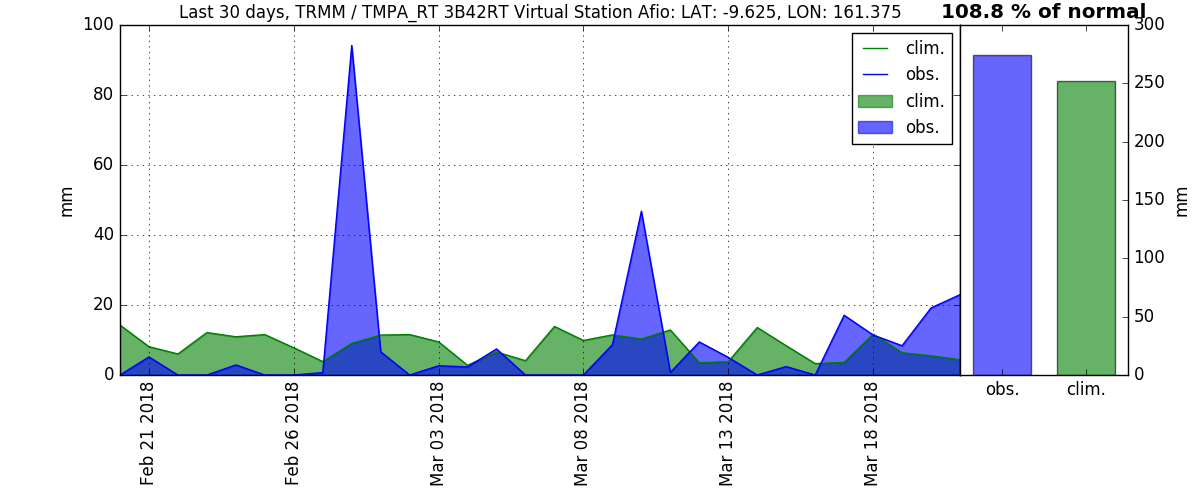 Last 30 days, TRMM / TMPA_RT 3B42RT Virtual Station Afio: LAT: -9.625, LON: 161.375
108.8 % of normal
100
80
60
40
20
0
mm
clim.
obs.
clim.
obs.
300
250
200
150
100
50
0
mm
obs.
clim.
Feb 21 2018
Feb 26 2018
Mar 03 2018
Mar 08 2018
Mar 13 2018
Mar 18 2018